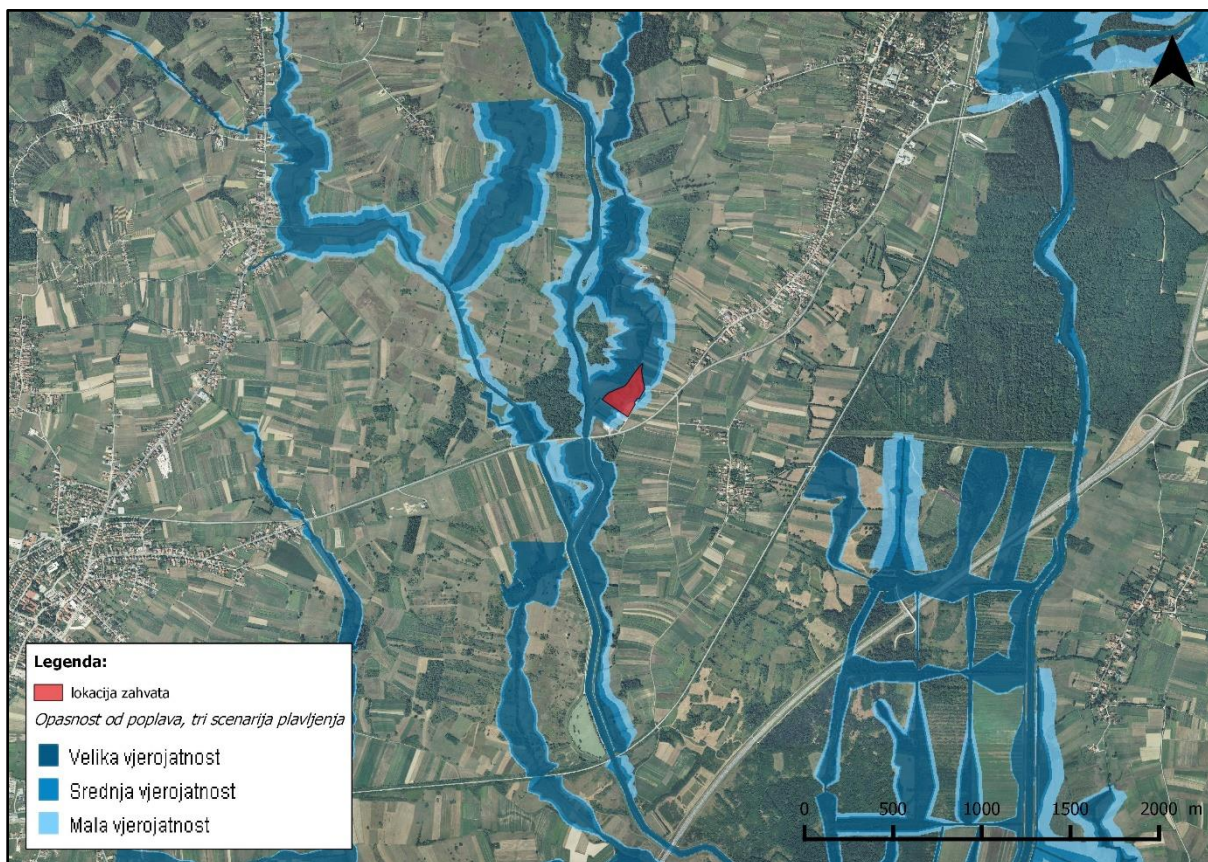 Legenda:
lokacija zahvata
Opasnost od poplava, tri scenarija plavljenja
Velika vjerojatnost
Srednja vjerojatnost
Mala vjerojatnost
0 500 1000 1500 2000 m